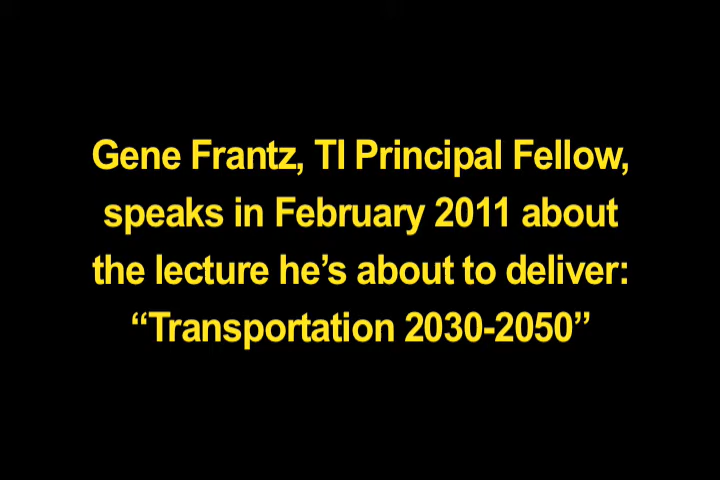 Gene Frantz, TI Principal Fellow,
speaks in February 2011 about
the lecture he’s about to deliver:
“Transportation 2030-2050”